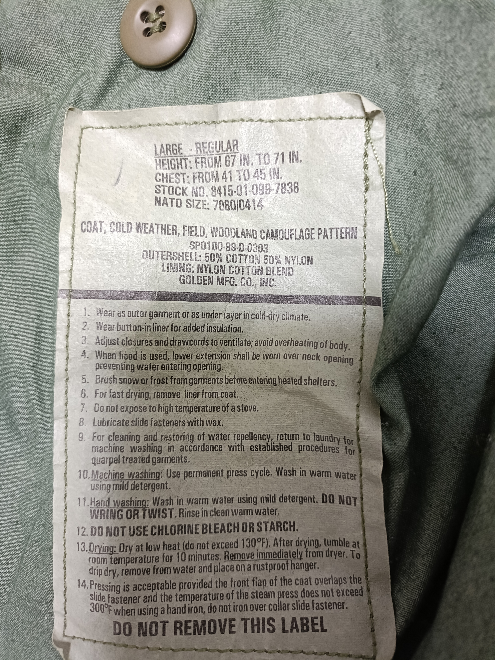 LARGE - REGULAR
HEIGHT: FROM 67 IN. TO 71 IN.
CHEST: FROM 41 TO 45 IN.
STOCK NO. 8415-01-099-7838
NATO SIZE: 7080/0414
COAT, COLD WEATHER, FIELD, WOODLAND CAMOUFLAGE PATTERN
OUTERSHELL: 50% COTTON 50% NYLON
LINING: NYLON COTTON BLEND
GOLDEN MFG. CO., INC.
1. Wear as outer garment or as under layer in cold-dry climate.
2. Wear button-in liner for added insulation.
3. Adjust closures and drawcords to ventilate; avoid overheating of body.
4. When hood is used, lower extension shall be worn over neck opening
preventing water entering opening.
5. Brush snow or frost from garments before entering heated shelters.
6. For fast drying, remove liner from coat.
7. Do not expose to high temperature of a stove.
8. Lubricate slide fasteners with wax.
9. For cleaning and restoring of water repellency, return to laundry for
machine washing in accordance with established procedures for
quarpel treated garments.
10. Machine washing: Use permanent press cycle. Wash in warm water
using mild detergent.
11. Hand washing: Wash in warm water using mild detergent. DO NOT
WRING OR TWIST. Rinse in clean warm water.
12. DO NOT USE CHLORINE BLEACH OR STARCH.
13. Drying: Dry at low heat (do not exceed 130°F). After drying, tumble at
room temperature for 10 minutes. Remove immediately from dryer. To
drip dry, remove from water and place on a rustproof hanger.
14. Pressing is acceptable provided the front flap of the coat overlaps the
slide fastener and the temperature of the steam press does not exceed
300°F when using a hand iron, do not iron over collar slide fastener.
DO NOT REMOVE THIS LABEL